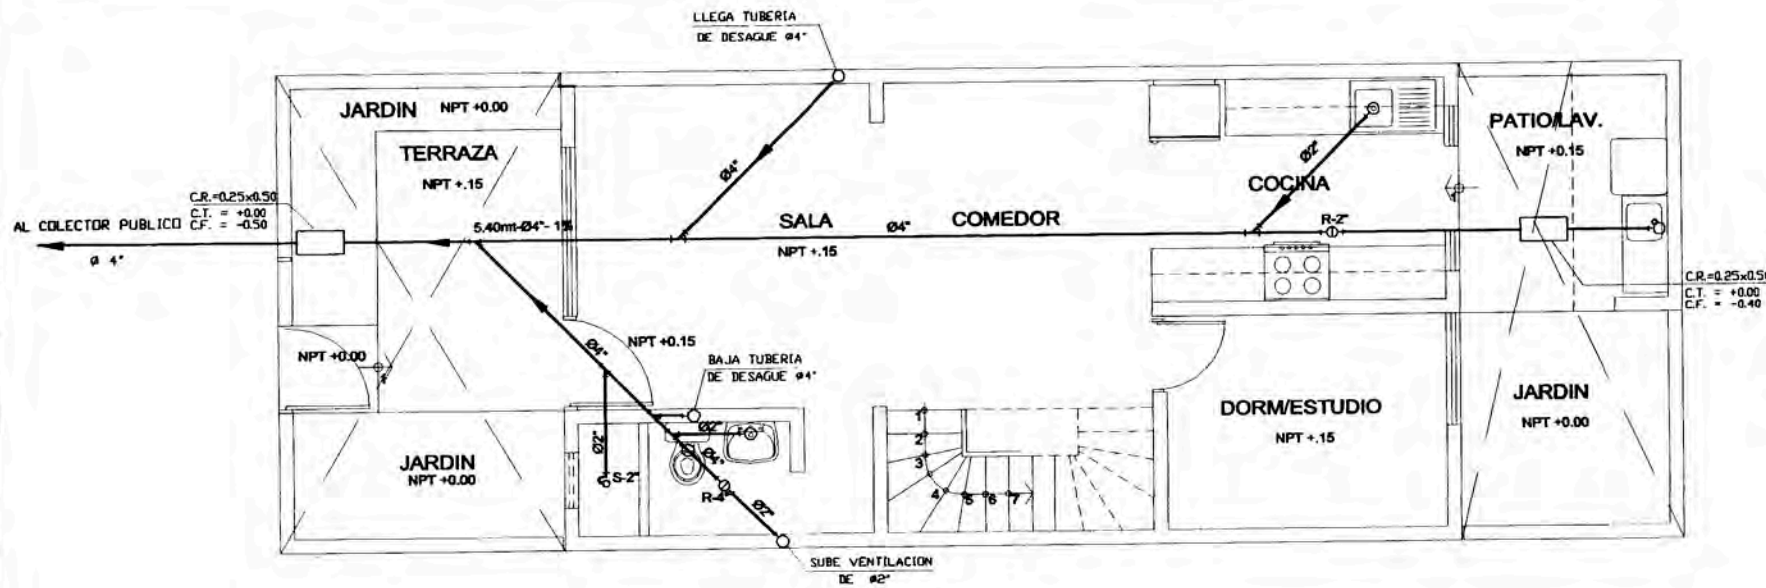 LLEGA TUBERIA
DE DESAGUE Ø4"
JARDIN NPT +0.00
TERRAZA
NPT +.15
C.R.=0.25x0.50
C.T. = +0.00
C.F. = -0.50
AL COLECTOR PUBLICO
Ø 4"
5.40mt-Ø4"- 1%
Ø4"
SALA
NPT +.15
Ø4"
COMEDOR
Ø2"
COCINA
R-2"
PATIO/LAV.
NPT +0.15
C.R.=0.25x0.50
C.T. = +0.00
C.F. = -0.40
NPT +0.00
Ø4"
NPT +0.15
BAJA TUBERIA
DE DESAGUE Ø4"
Ø2"
Ø2"
S-2"
Ø4"
R-4"
Ø2"
JARDIN
NPT +0.00
1
2
3
4
5
6
7
DORM/ESTUDIO
NPT +.15
JARDIN
NPT +0.00
SUBE VENTILACION
DE Ø2"